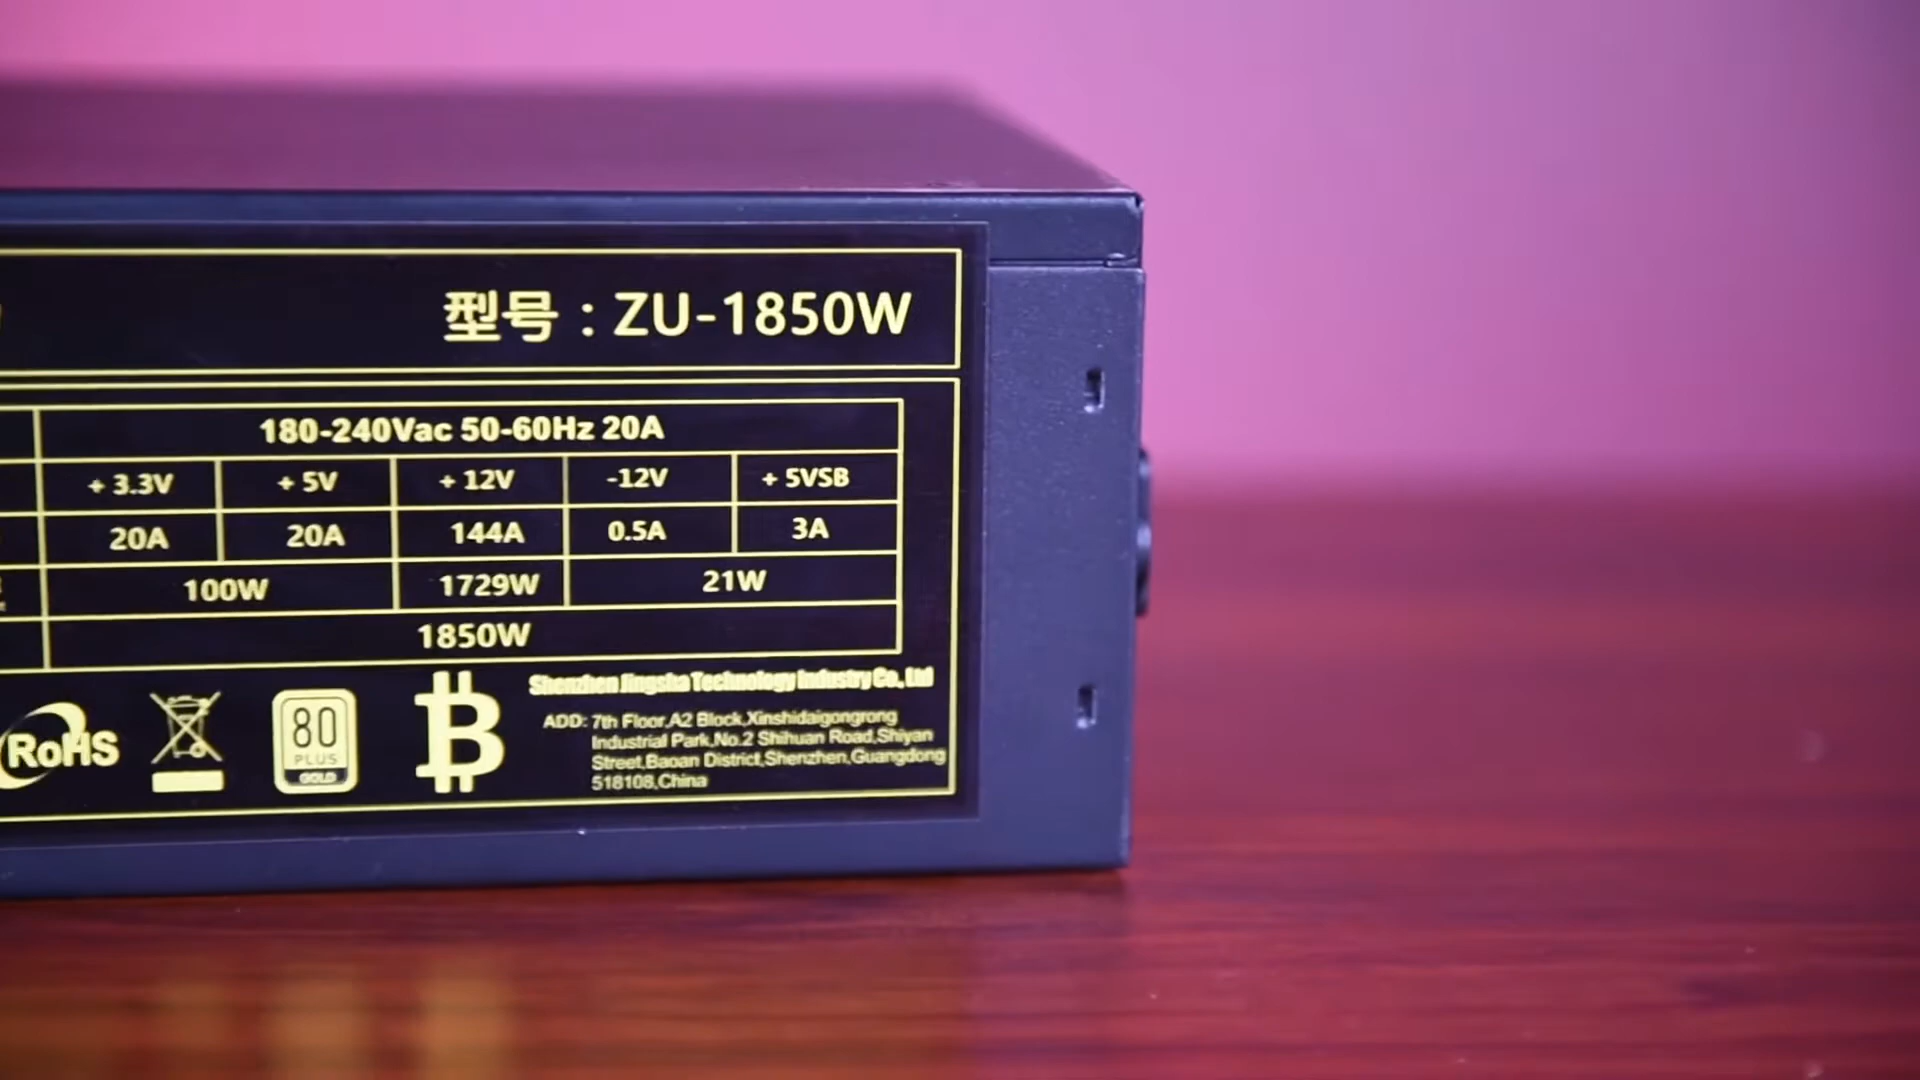 型号：ZU-1850W
180-240Vac 50-60Hz 20A
+ 3.3V + 5V + 12V -12V + 5VSB
20A 20A 144A 0.5A 3A
100W 1729W 21W
1850W
RoHS
80
PLUS
GOLD
Shenzhen Jingsha Technology Industry Co., Ltd
ADD: 7th Floor,A2 Block,Xinshidaigongrong
Industrial Park,No.2 Shihuan Road,Shiyan
Street,Baoan District,Shenzhen,Guangdong
518108,China